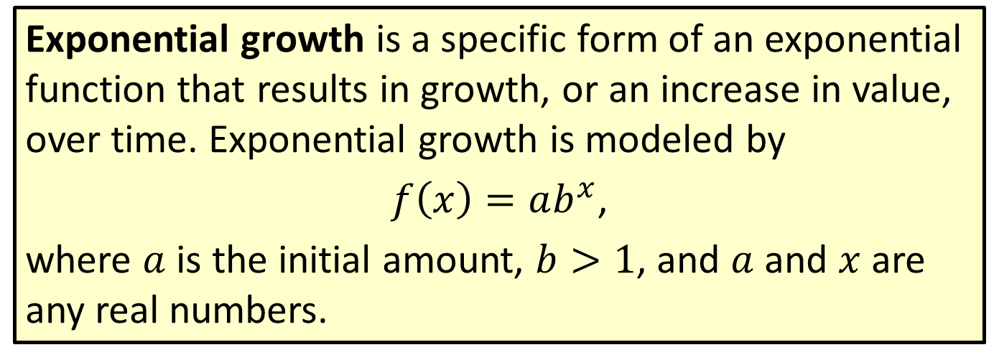 Exponential growth is a specific form of an exponential
function that results in growth, or an increase in value,
over time. Exponential growth is modeled by
f(x) = abˣ,
where a is the initial amount, b > 1, and a and x are
any real numbers.